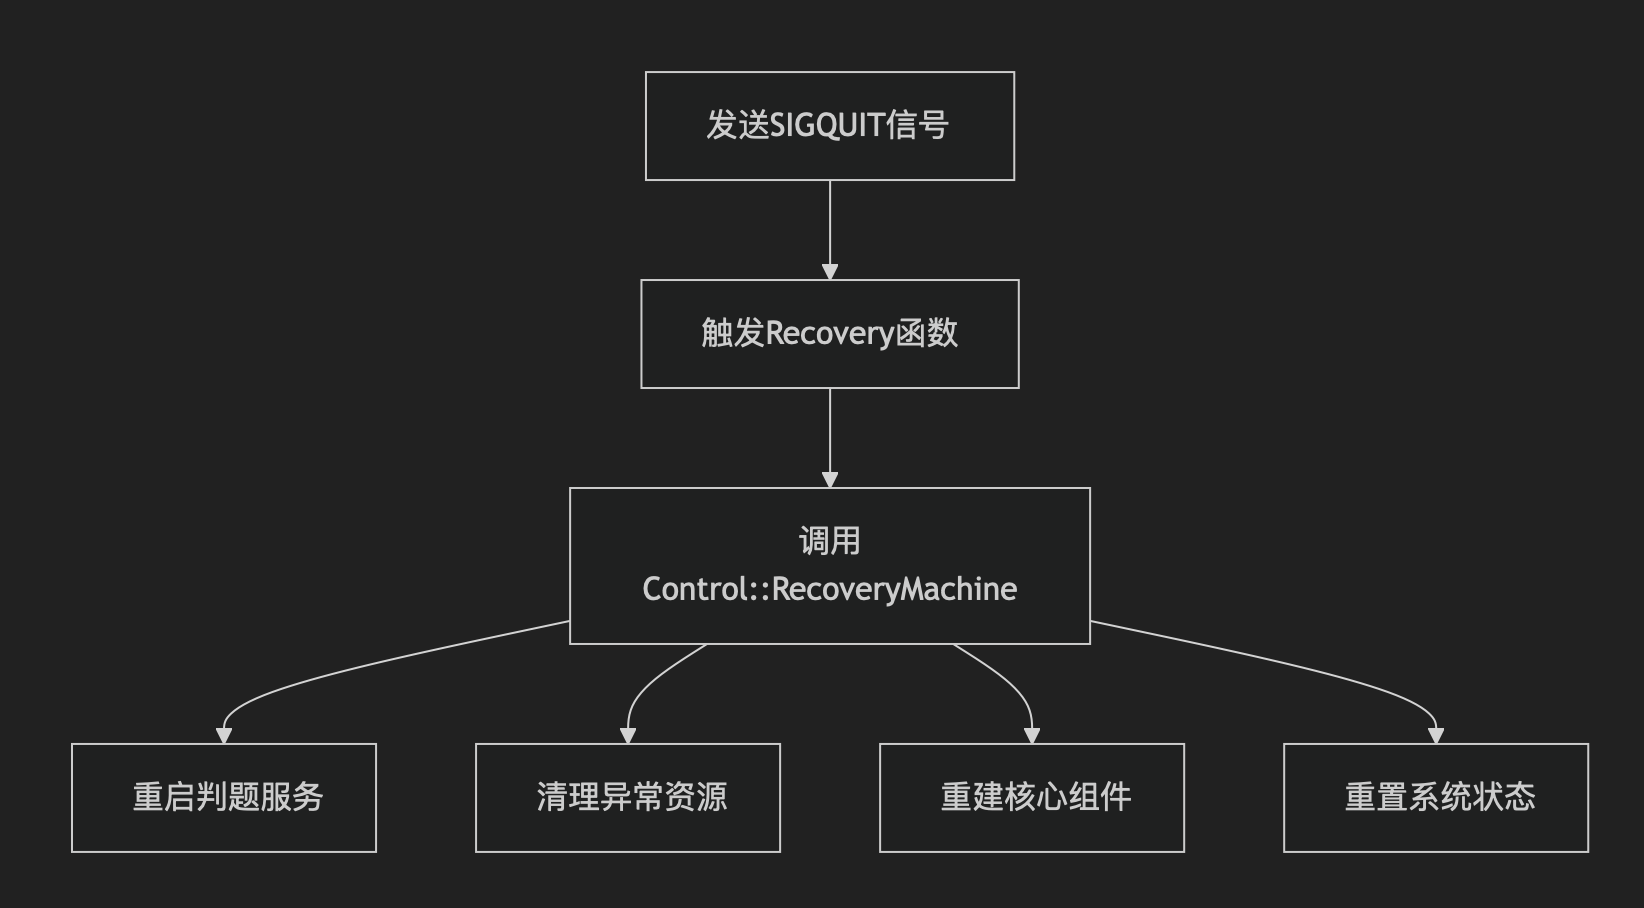 发送SIGQUIT信号
触发Recovery函数
调用
Control::RecoveryMachine
重启判题服务
清理异常资源
重建核心组件
重置系统状态